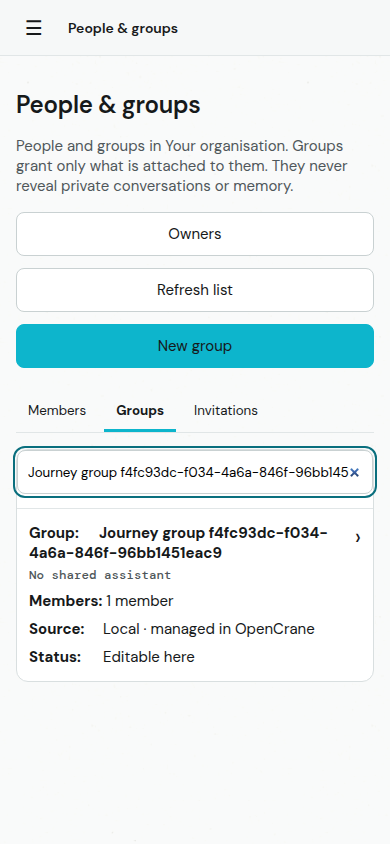 ☰ People & groups
People & groups
People and groups in Your organisation. Groups
grant only what is attached to them. They never
reveal private conversations or memory.
Owners
Refresh list
New group
Members Groups Invitations
Journey group f4fc93dc-f034-4a6a-846f-96bb145 ×
Group: Journey group f4fc93dc-f034- ›
4a6a-846f-96bb1451eac9
No shared assistant
Members: 1 member
Source: Local · managed in OpenCrane
Status: Editable here